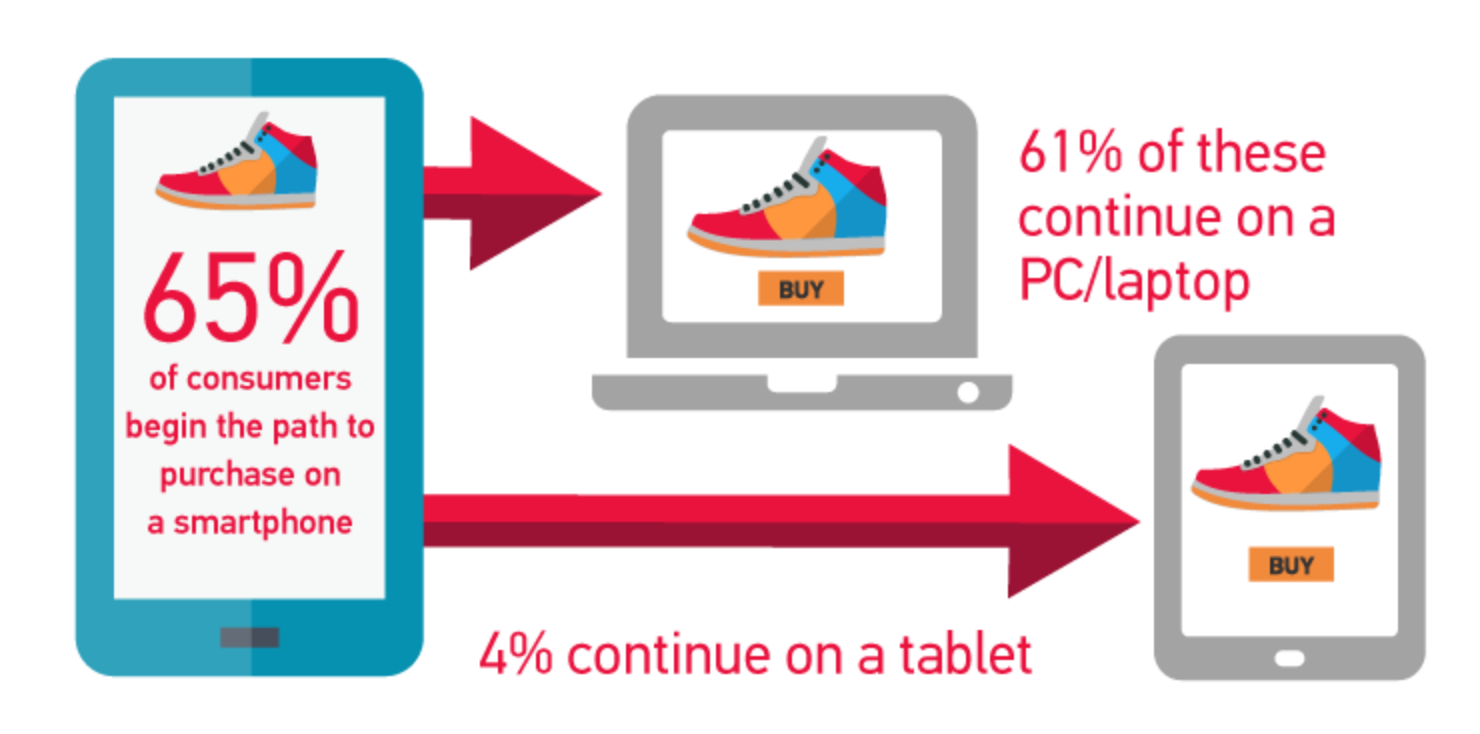 65%
of consumers
begin the path to
purchase on
a smartphone
BUY
61% of these
continue on a
PC/laptop
4% continue on a tablet
BUY